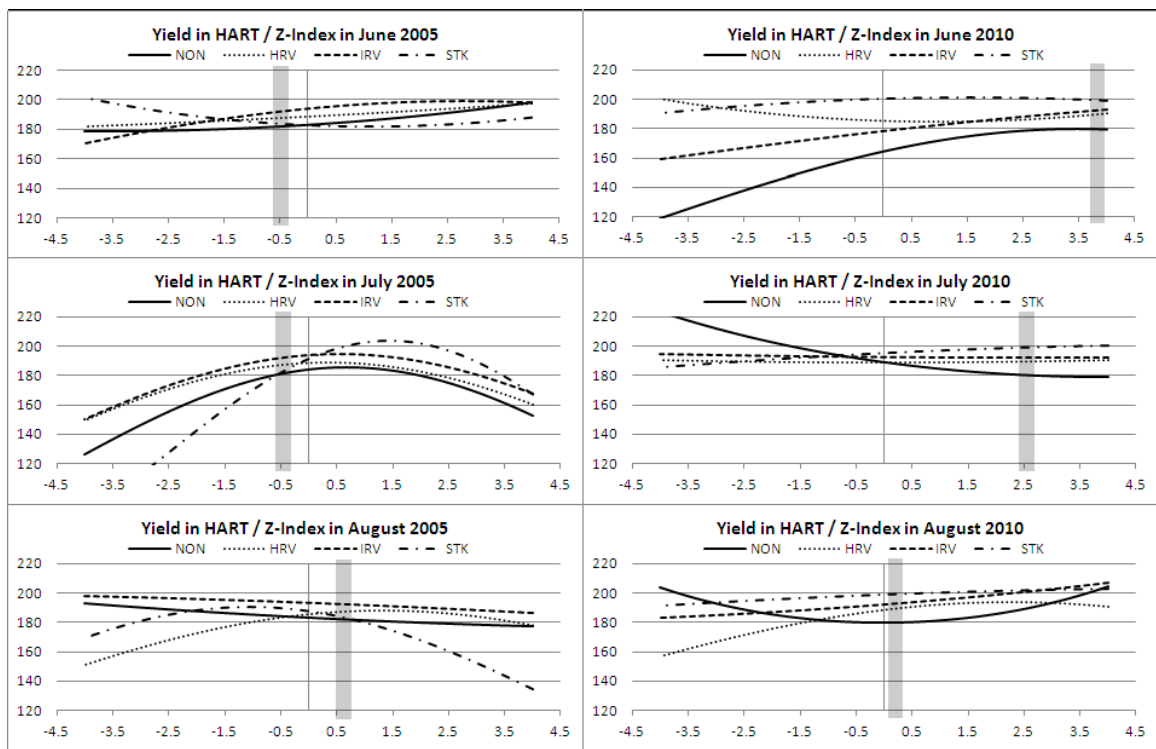 Yield in HART / Z-Index in June 2005
NON HRV IRV STK
220
200
180
160
140
120
-4.5 -3.5 -2.5 -1.5 -0.5 0.5 1.5 2.5 3.5 4.5
Yield in HART / Z-Index in June 2010
NON HRV IRV STK
220
200
180
160
140
120
-4.5 -3.5 -2.5 -1.5 -0.5 0.5 1.5 2.5 3.5 4.5
Yield in HART / Z-Index in July 2005
NON HRV IRV STK
220
200
180
160
140
120
-4.5 -3.5 -2.5 -1.5 -0.5 0.5 1.5 2.5 3.5 4.5
Yield in HART / Z-Index in July 2010
NON HRV IRV STK
220
200
180
160
140
120
-4.5 -3.5 -2.5 -1.5 -0.5 0.5 1.5 2.5 3.5 4.5
Yield in HART / Z-Index in August 2005
NON HRV IRV STK
220
200
180
160
140
120
-4.5 -3.5 -2.5 -1.5 -0.5 0.5 1.5 2.5 3.5 4.5
Yield in HART / Z-Index in August 2010
NON HRV IRV STK
220
200
180
160
140
120
-4.5 -3.5 -2.5 -1.5 -0.5 0.5 1.5 2.5 3.5 4.5